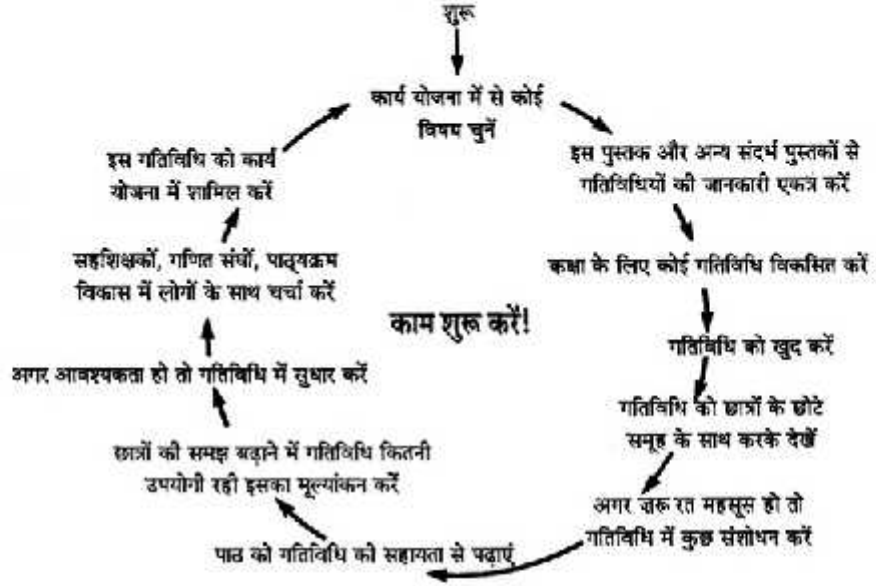 शुरू
कार्य योजना में से कोई
विषय चुनें
इस पुस्तक और अन्य संदर्भ पुस्तकों से
गतिविधियों की जानकारी एकत्र करें
कक्षा के लिए कोई गतिविधि विकसित करें
गतिविधि को खुद करें
गतिविधि को छात्रों के छोटे
समूह के साथ करके देखें
अगर ज़रूरत महसूस हो तो
गतिविधि में कुछ संशोधन करें
पाठ को गतिविधि की सहायता से पढ़ाएं
छात्रों की समझ बढ़ाने में गतिविधि कितनी
उपयोगी रही इसका मूल्यांकन करें
अगर आवश्यकता हो तो गतिविधि में सुधार करें
सहशिक्षकों, गणित संघों, पाठ्यक्रम
विकास में लोगों के साथ चर्चा करें
इस गतिविधि को कार्य
योजना में शामिल करें
काम शुरू करें!